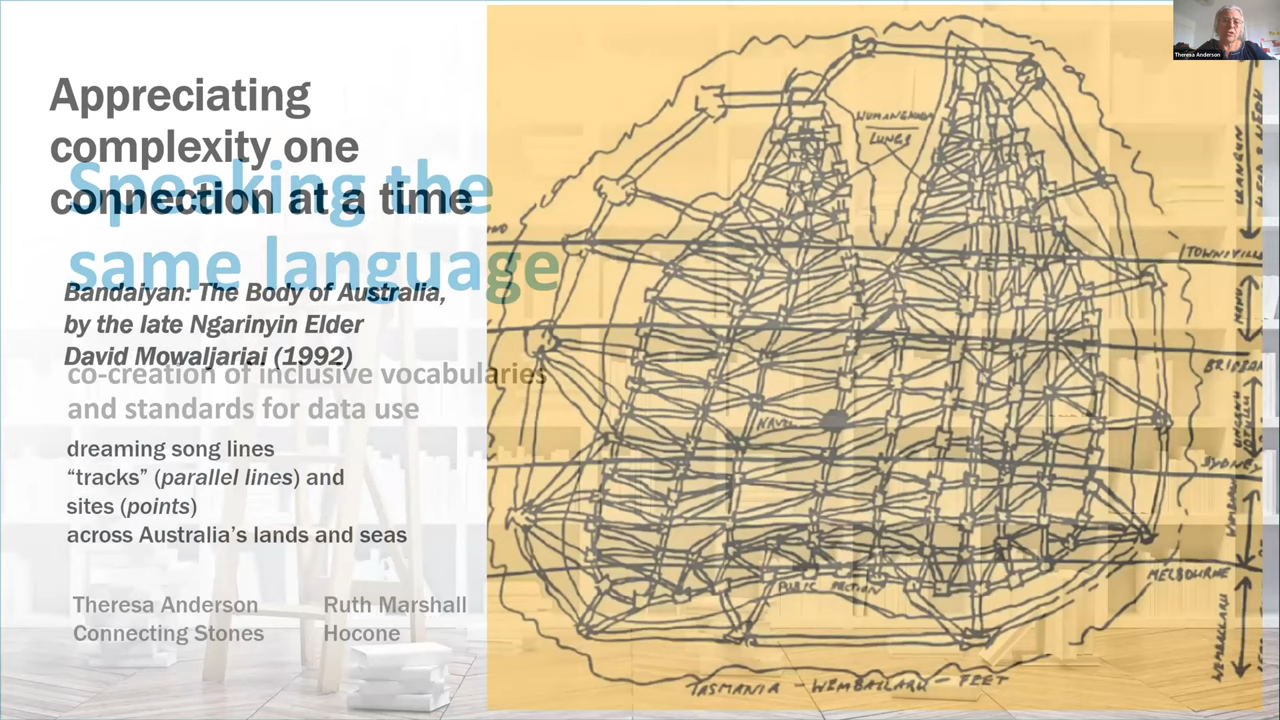 Appreciating
complexity one
connection at a time
Speaking the
same language
Bandaiyan: The Body of Australia,
by the late Ngarinyin Elder
David Mowaljariai (1992)
co-creation of inclusive vocabularies
and standards for data use
dreaming song lines
“tracks” (parallel lines) and
sites (points)
across Australia’s lands and seas
Theresa Anderson
Connecting Stones
Ruth Marshall
Hocone
LUNGS
TOWNSVILLE
BRISBAN
NAVEL
SYDNEY
PUBIC SECTION
MELBOURNE
TASMANIA - WEMBALLARU - FEET
Theresa Anderson